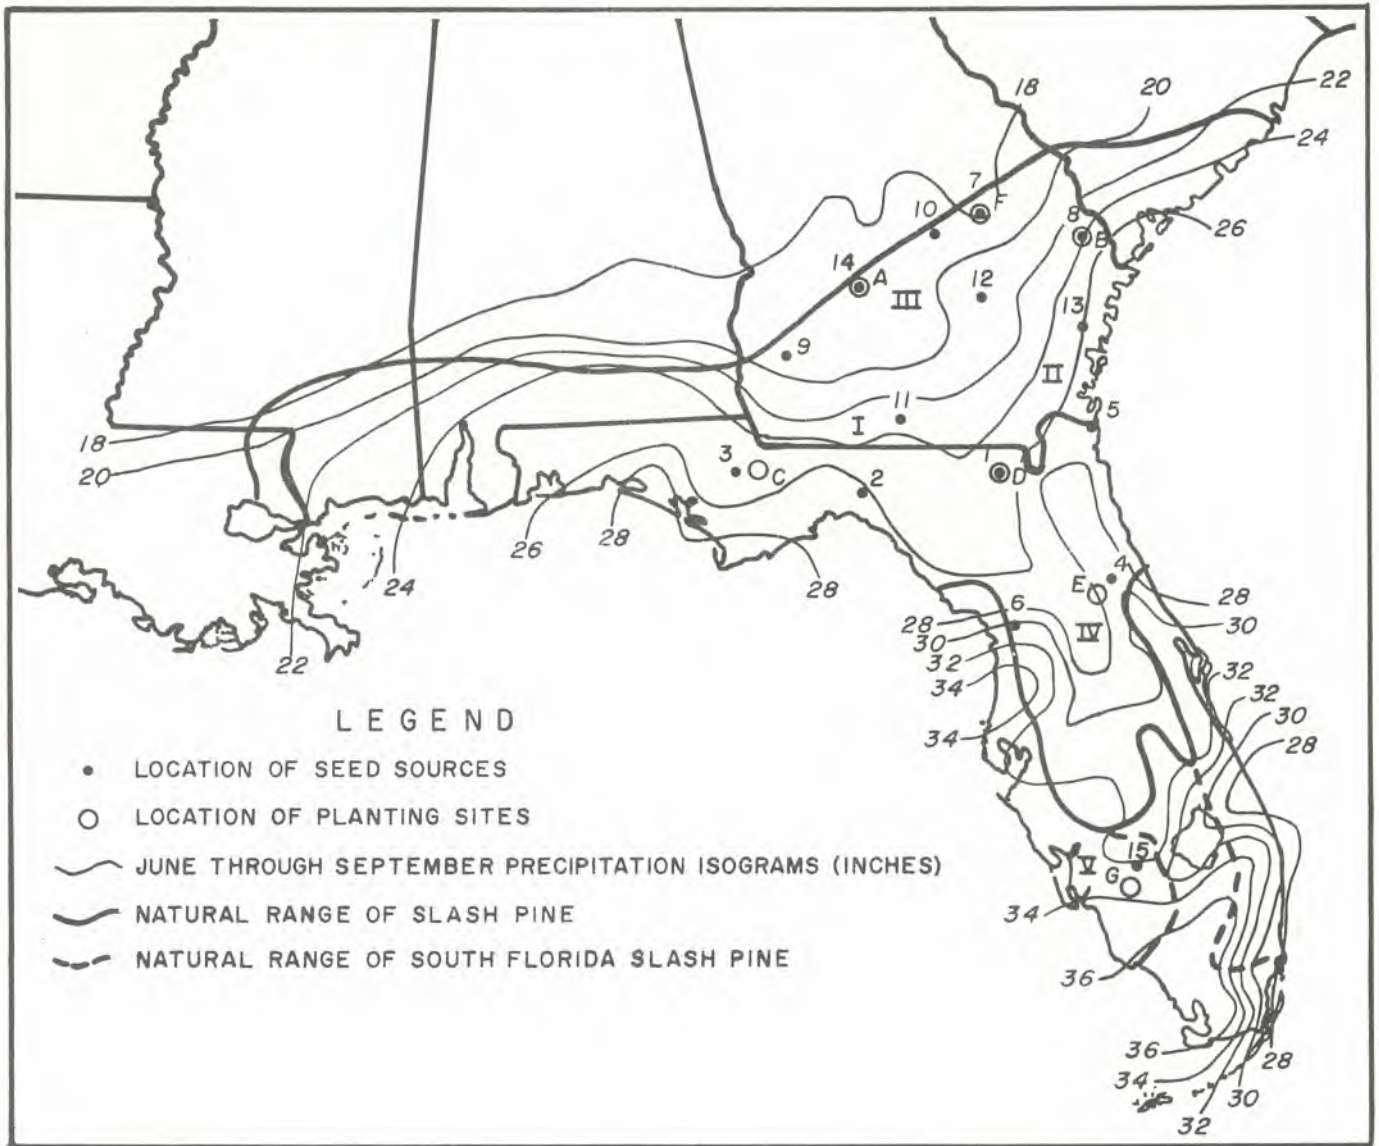 18
20
22
24
26
7
F
10
8
B
14
A
12
III
13
9
II
11
I
5
18
20
3
C
1
D
2
26
28
28
24
22
4
E
28
30
6
28
30
IV
32
34
34
32
32
30
28
LEGEND
LOCATION OF SEED SOURCES
LOCATION OF PLANTING SITES
JUNE THROUGH SEPTEMBER PRECIPITATION ISOGRAMS (INCHES)
NATURAL RANGE OF SLASH PINE
NATURAL RANGE OF SOUTH FLORIDA SLASH PINE
V
15
G
34
36
36
34
32
30
28